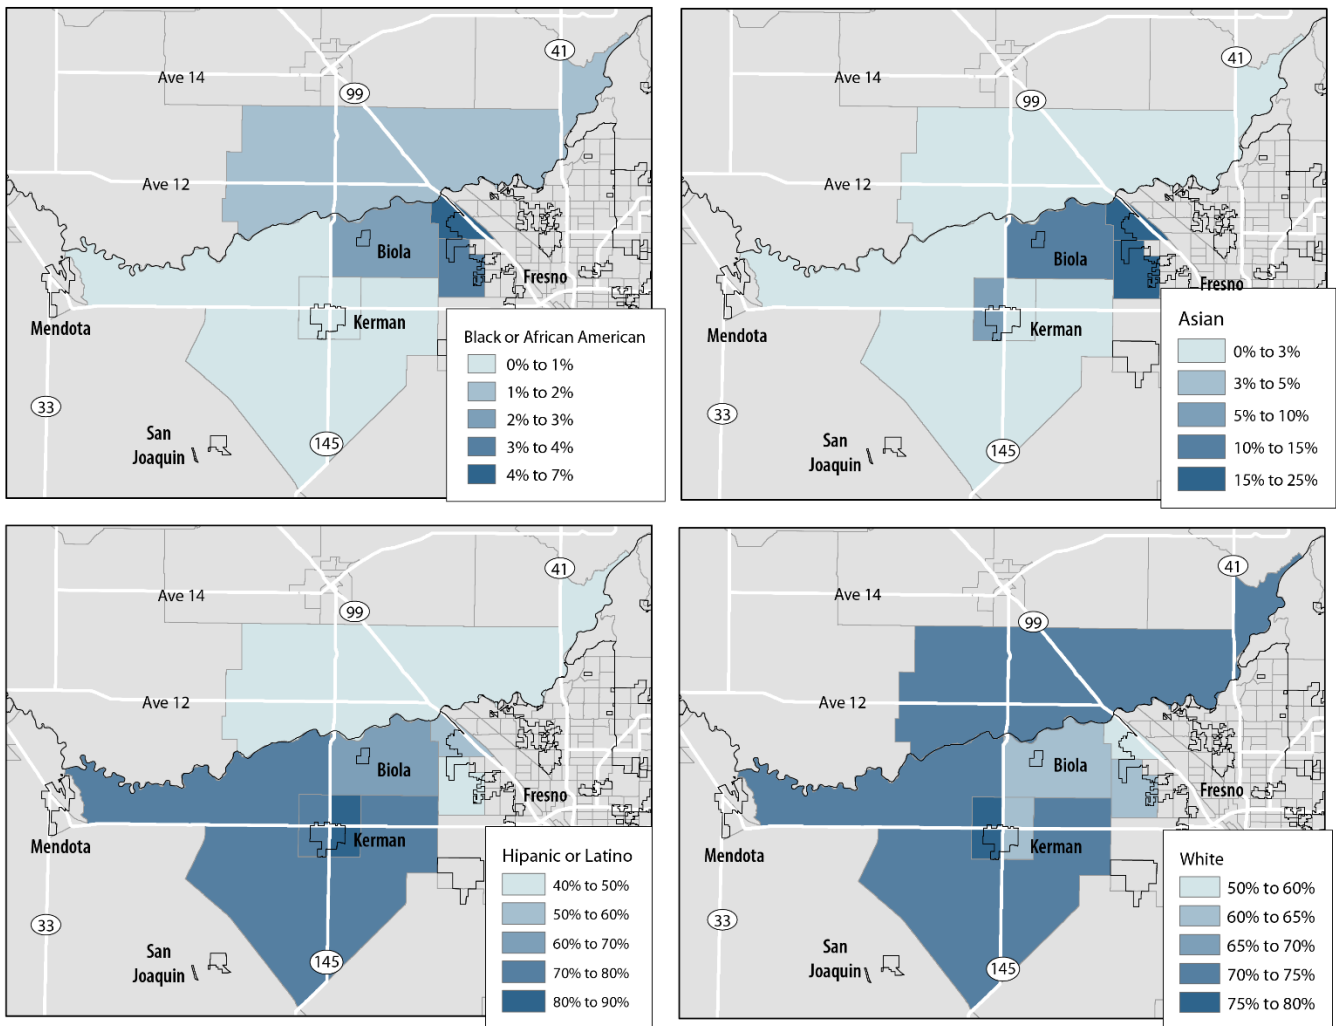 41
Ave 14
99
Ave 12
Biola
Fresno
Mendota
Kerman
33
San
Joaquin
145
Black or African American
0% to 1%
1% to 2%
2% to 3%
3% to 4%
4% to 7%
41
Ave 14
99
Ave 12
Biola
Fresno
Mendota
Kerman
33
San
Joaquin
145
Asian
0% to 3%
3% to 5%
5% to 10%
10% to 15%
15% to 25%
41
Ave 14
99
Ave 12
Biola
Fresno
Mendota
Kerman
33
San
Joaquin
145
Hipanic or Latino
40% to 50%
50% to 60%
60% to 70%
70% to 80%
80% to 90%
41
Ave 14
99
Ave 12
Biola
Fresno
Mendota
Kerman
33
San
Joaquin
145
White
50% to 60%
60% to 65%
65% to 70%
70% to 75%
75% to 80%